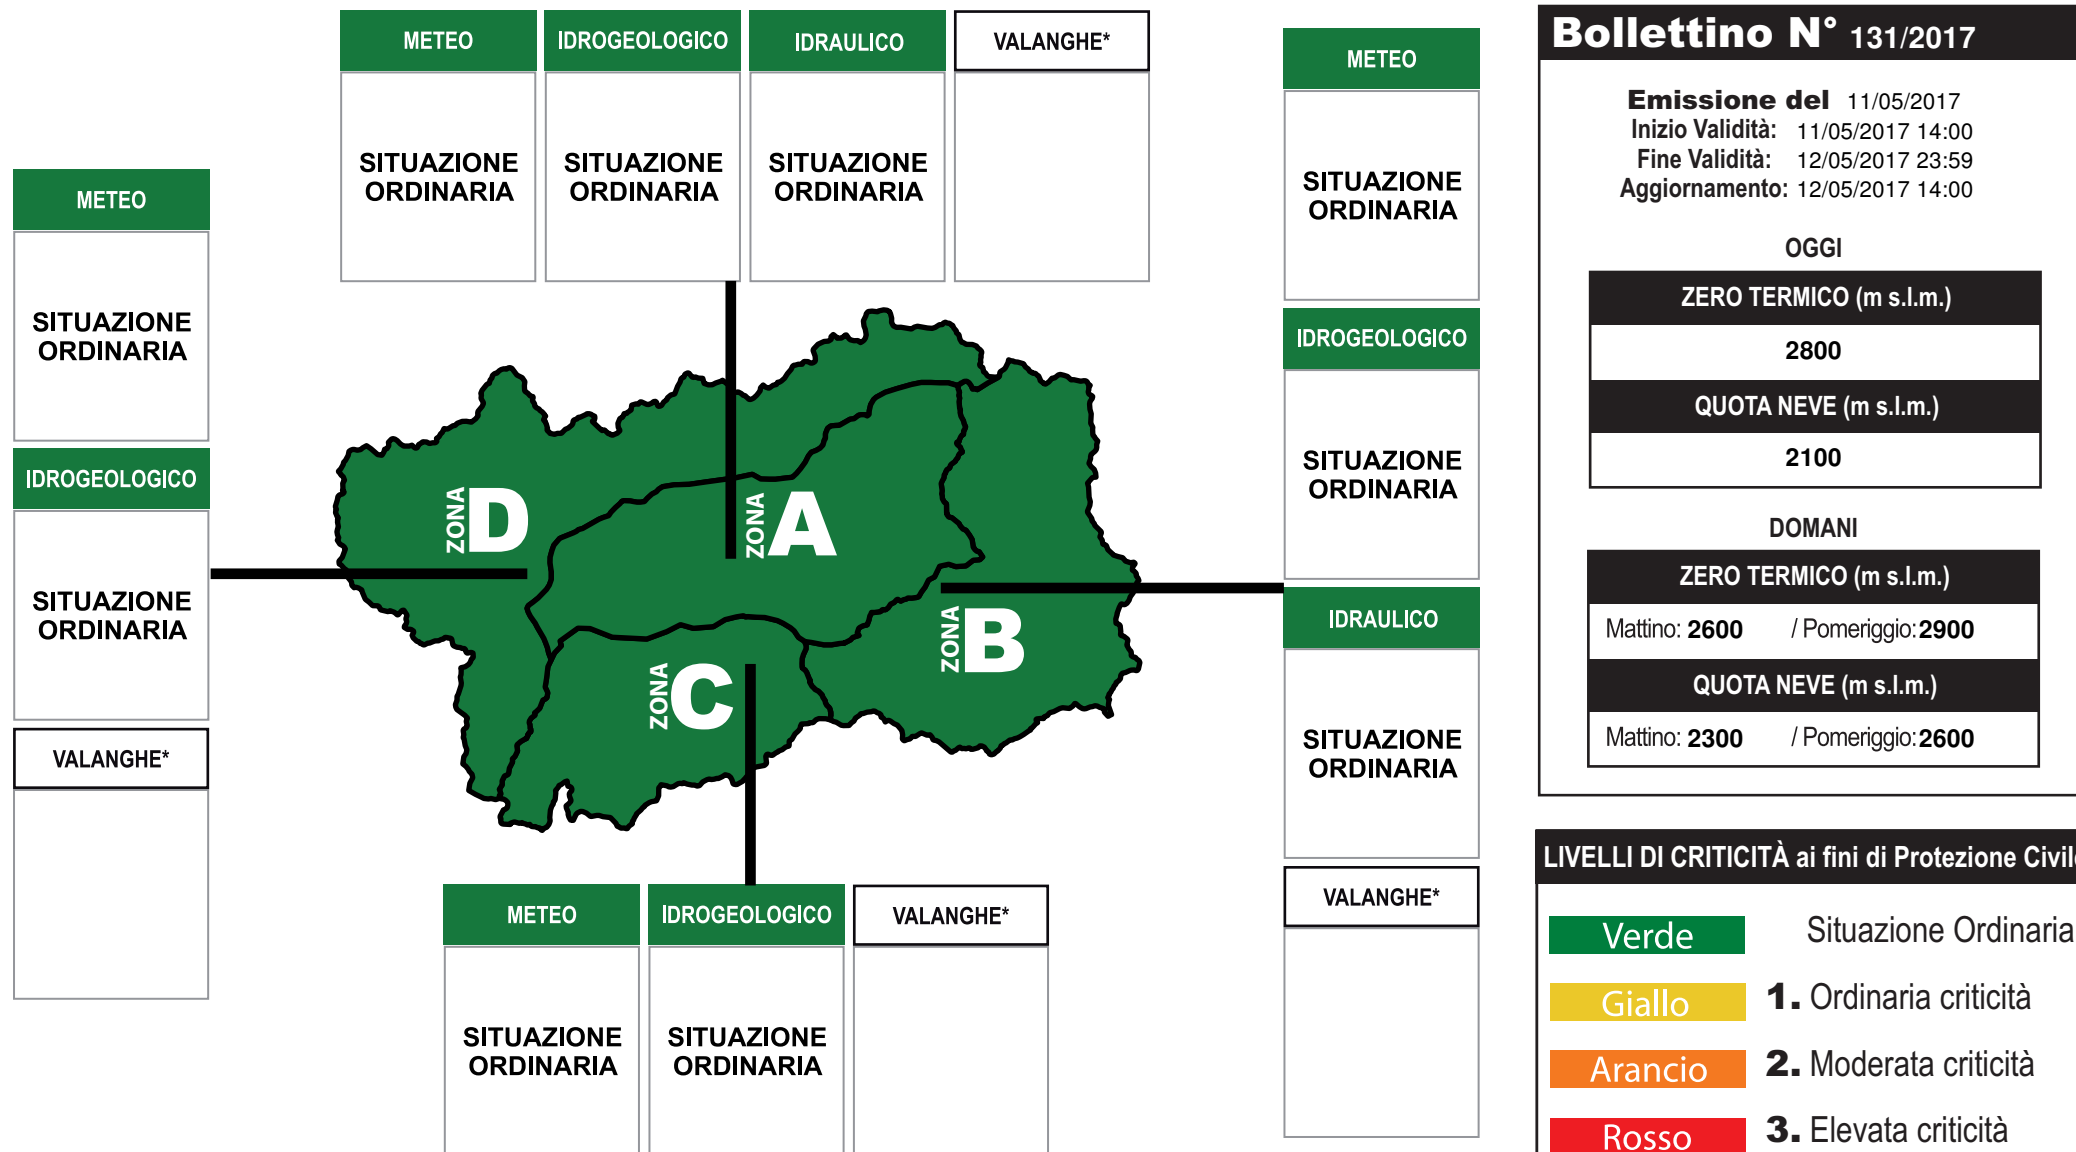 METEO
IDROGEOLOGICO
IDRAULICO
VALANGHE*
SITUAZIONE
ORDINARIA
SITUAZIONE
ORDINARIA
SITUAZIONE
ORDINARIA
METEO
SITUAZIONE
ORDINARIA
IDROGEOLOGICO
SITUAZIONE
ORDINARIA
VALANGHE*
ZONA D
ZONA A
ZONA B
ZONA C
METEO
SITUAZIONE
ORDINARIA
IDROGEOLOGICO
SITUAZIONE
ORDINARIA
IDRAULICO
SITUAZIONE
ORDINARIA
VALANGHE*
METEO
IDROGEOLOGICO
VALANGHE*
SITUAZIONE
ORDINARIA
SITUAZIONE
ORDINARIA
Bollettino N° 131/2017
Emissione del 11/05/2017
Inizio Validità: 11/05/2017 14:00
Fine Validità: 12/05/2017 23:59
Aggiornamento: 12/05/2017 14:00
OGGI
ZERO TERMICO (m s.l.m.)
2800
QUOTA NEVE (m s.l.m.)
2100
DOMANI
ZERO TERMICO (m s.l.m.)
Mattino: 2600 / Pomeriggio: 2900
QUOTA NEVE (m s.l.m.)
Mattino: 2300 / Pomeriggio: 2600
LIVELLI DI CRITICITÀ ai fini di Protezione Civile
Verde Situazione Ordinaria
Giallo 1. Ordinaria criticità
Arancio 2. Moderata criticità
Rosso 3. Elevata criticità